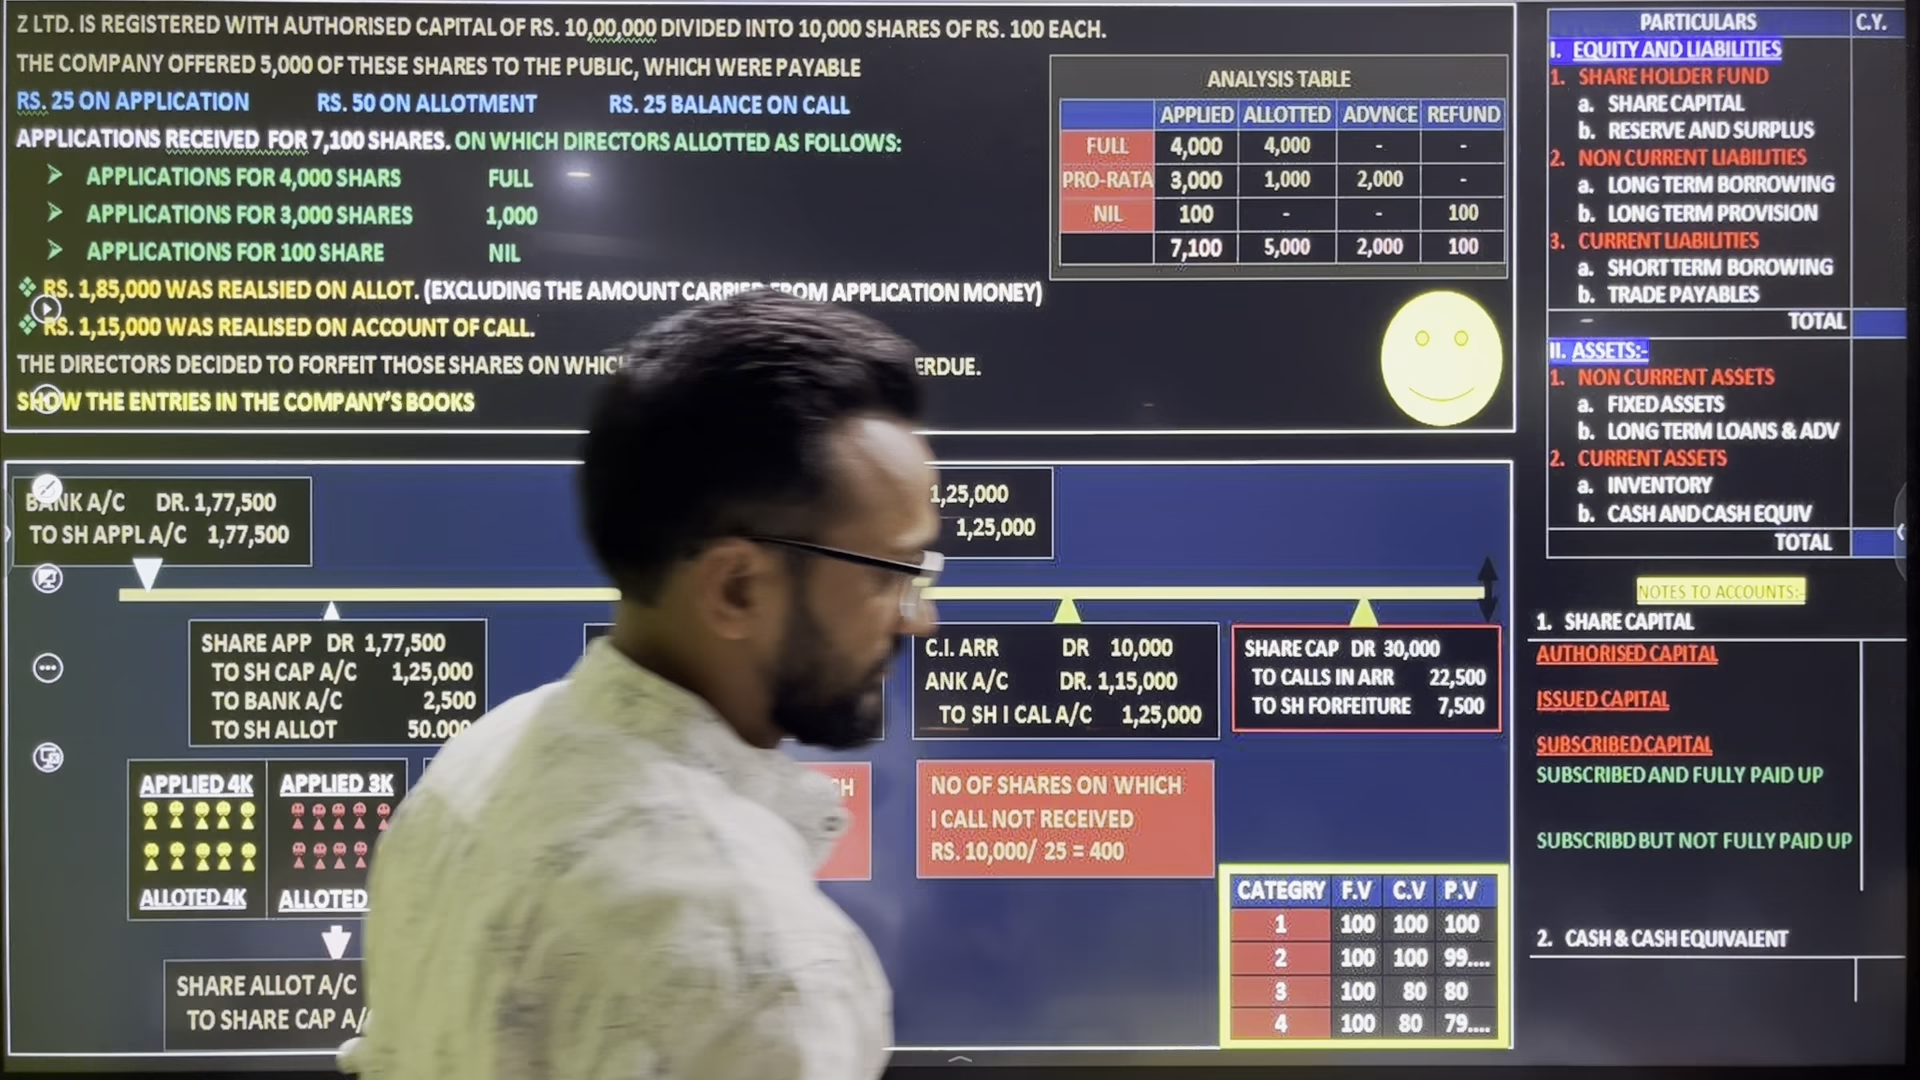 Z LTD. IS REGISTERED WITH AUTHORISED CAPITAL OF RS. 10,00,000 DIVIDED INTO 10,000 SHARES OF RS. 100 EACH.
THE COMPANY OFFERED 5,000 OF THESE SHARES TO THE PUBLIC, WHICH WERE PAYABLE
RS. 25 ON APPLICATION RS. 50 ON ALLOTMENT RS. 25 BALANCE ON CALL
APPLICATIONS RECEIVED FOR 7,100 SHARES. ON WHICH DIRECTORS ALLOTTED AS FOLLOWS:
APPLICATIONS FOR 4,000 SHARS FULL
APPLICATIONS FOR 3,000 SHARES 1,000
APPLICATIONS FOR 100 SHARE NIL
RS. 1,85,000 WAS REALSIED ON ALLOT. (EXCLUDING THE AMOUNT CARRIED FROM APPLICATION MONEY)
RS. 1,15,000 WAS REALISED ON ACCOUNT OF CALL.
THE DIRECTORS DECIDED TO FORFEIT THOSE SHARES ON WHICH ERDUE.
SHOW THE ENTRIES IN THE COMPANY'S BOOKS
ANALYSIS TABLE
APPLIED ALLOTTED ADVNCE REFUND
FULL 4,000 4,000 - -
PRO-RATA 3,000 1,000 2,000 -
NIL 100 - - 100
7,100 5,000 2,000 100
BANK A/C DR. 1,77,500
TO SH APPL A/C 1,77,500
1,25,000
1,25,000
SHARE APP DR 1,77,500
TO SH CAP A/C 1,25,000
TO BANK A/C 2,500
TO SH ALLOT 50.000
C.I. ARR DR 10,000
ANK A/C DR. 1,15,000
TO SH I CAL A/C 1,25,000
SHARE CAP DR 30,000
TO CALLS IN ARR 22,500
TO SH FORFEITURE 7,500
APPLIED 4K
ALLOTED 4K
APPLIED 3K
ALLOTED
CH
NO OF SHARES ON WHICH
I CALL NOT RECEIVED
RS. 10,000/ 25 = 400
SHARE ALLOT A/C
TO SHARE CAP A/
CATEGRY F.V C.V P.V
1 100 100 100
2 100 100 99....
3 100 80 80
4 100 80 79....
PARTICULARS C.Y.
I. EQUITY AND LIABILITIES
1. SHARE HOLDER FUND
a. SHARE CAPITAL
b. RESERVE AND SURPLUS
2. NON CURRENT LIABILITIES
a. LONG TERM BORROWING
b. LONG TERM PROVISION
3. CURRENT LIABILITIES
a. SHORT TERM BOROWING
b. TRADE PAYABLES
TOTAL
II. ASSETS:-
1. NON CURRENT ASSETS
a. FIXED ASSETS
b. LONG TERM LOANS & ADV
2. CURRENT ASSETS
a. INVENTORY
b. CASH AND CASH EQUIV
TOTAL
NOTES TO ACCOUNTS:-
1. SHARE CAPITAL
AUTHORISED CAPITAL
ISSUED CAPITAL
SUBSCRIBED CAPITAL
SUBSCRIBED AND FULLY PAID UP
SUBSCRIBD BUT NOT FULLY PAID UP
2. CASH & CASH EQUIVALENT